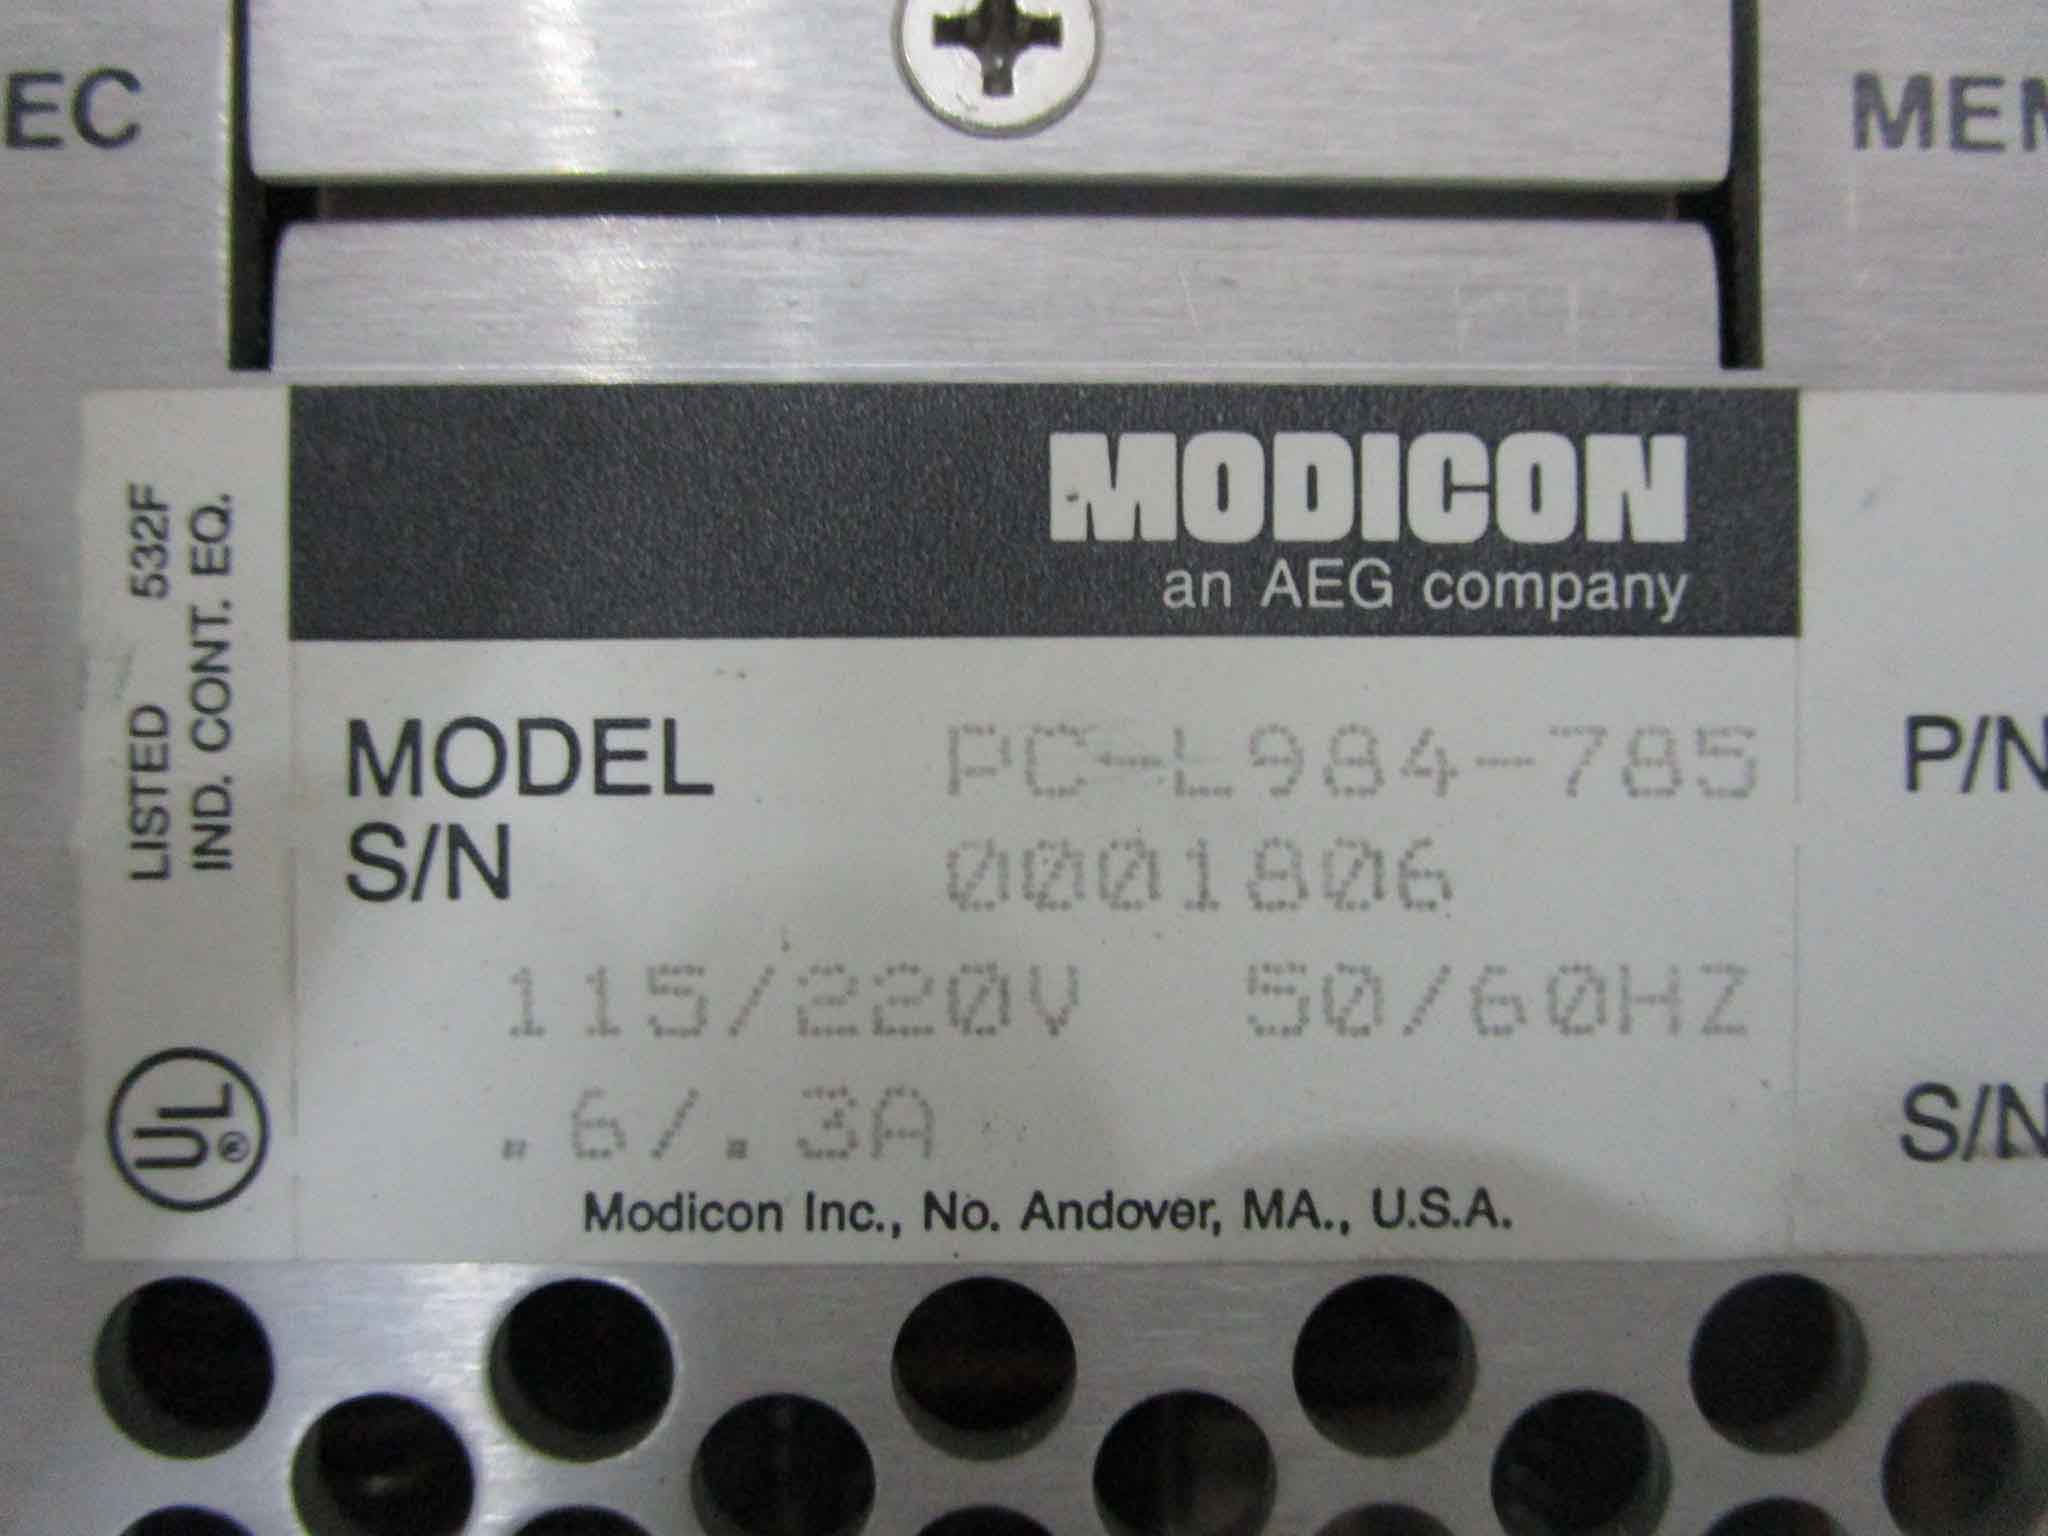 EC
MEM
LISTED 532F
IND. CONT. EQ.
UL®
MODICON
an AEG company
MODEL PC-L984-785
S/N 0001806
115/220V 50/60HZ
.6/.3A
Modicon Inc., No. Andover, MA., U.S.A.
P/N
S/N